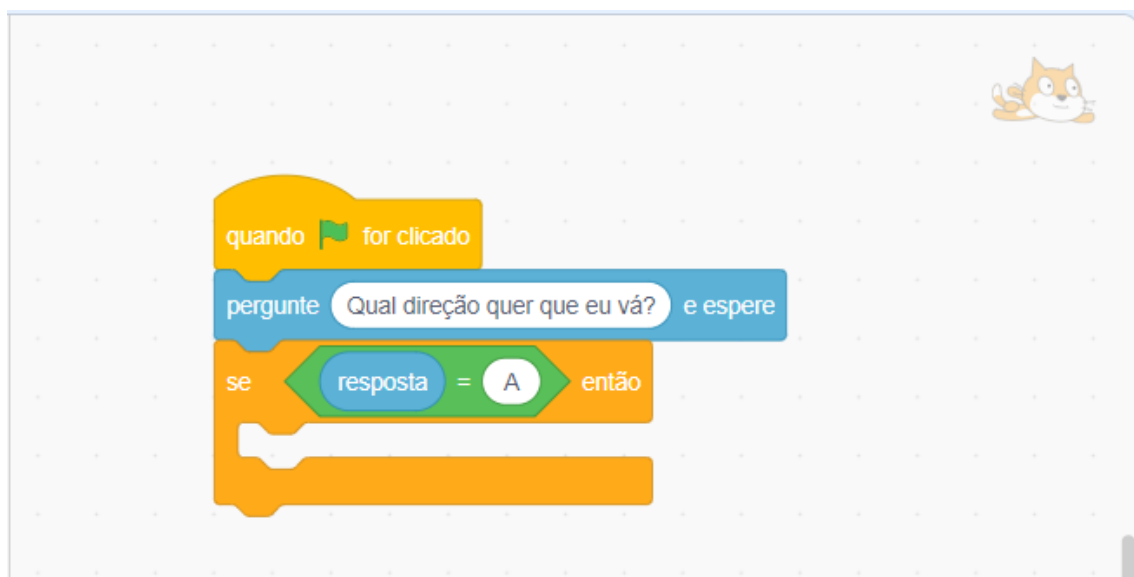 quando for clicado
pergunte Qual direção quer que eu vá? e espere
se resposta = A então